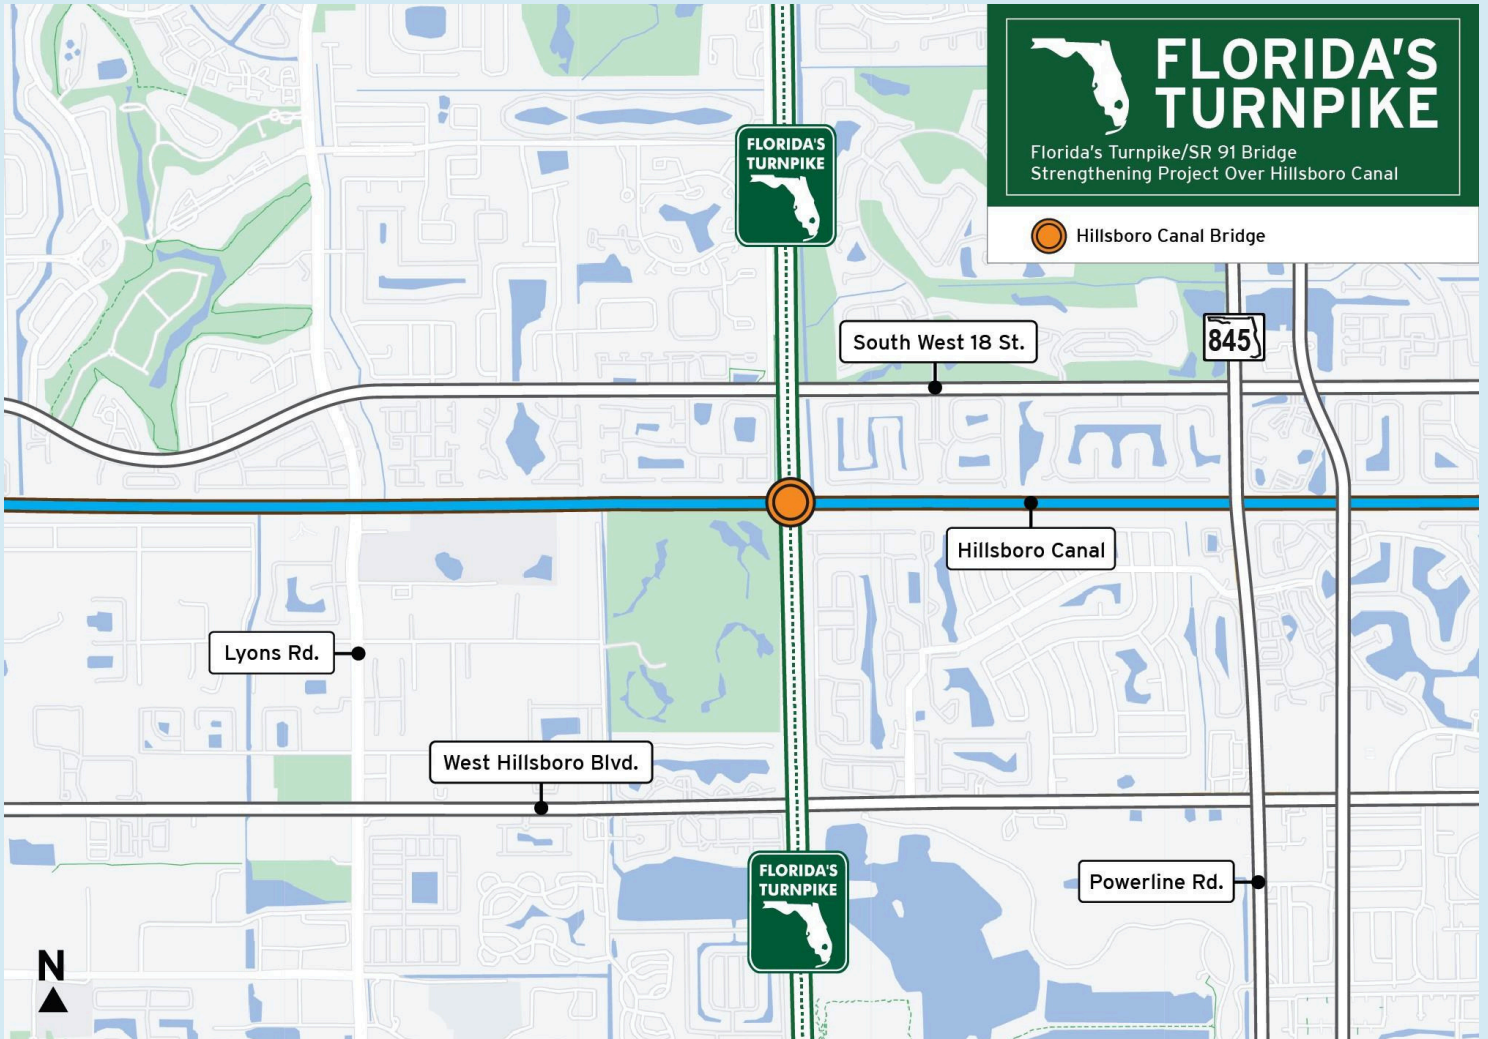 FLORIDA'S
TURNPIKE
Florida's Turnpike/SR 91 Bridge
Strengthening Project Over Hillsboro Canal
Hillsboro Canal Bridge
FLORIDA'S
TURNPIKE
South West 18 St.
845
Hillsboro Canal
Lyons Rd.
West Hillsboro Blvd.
FLORIDA'S
TURNPIKE
Powerline Rd.
N